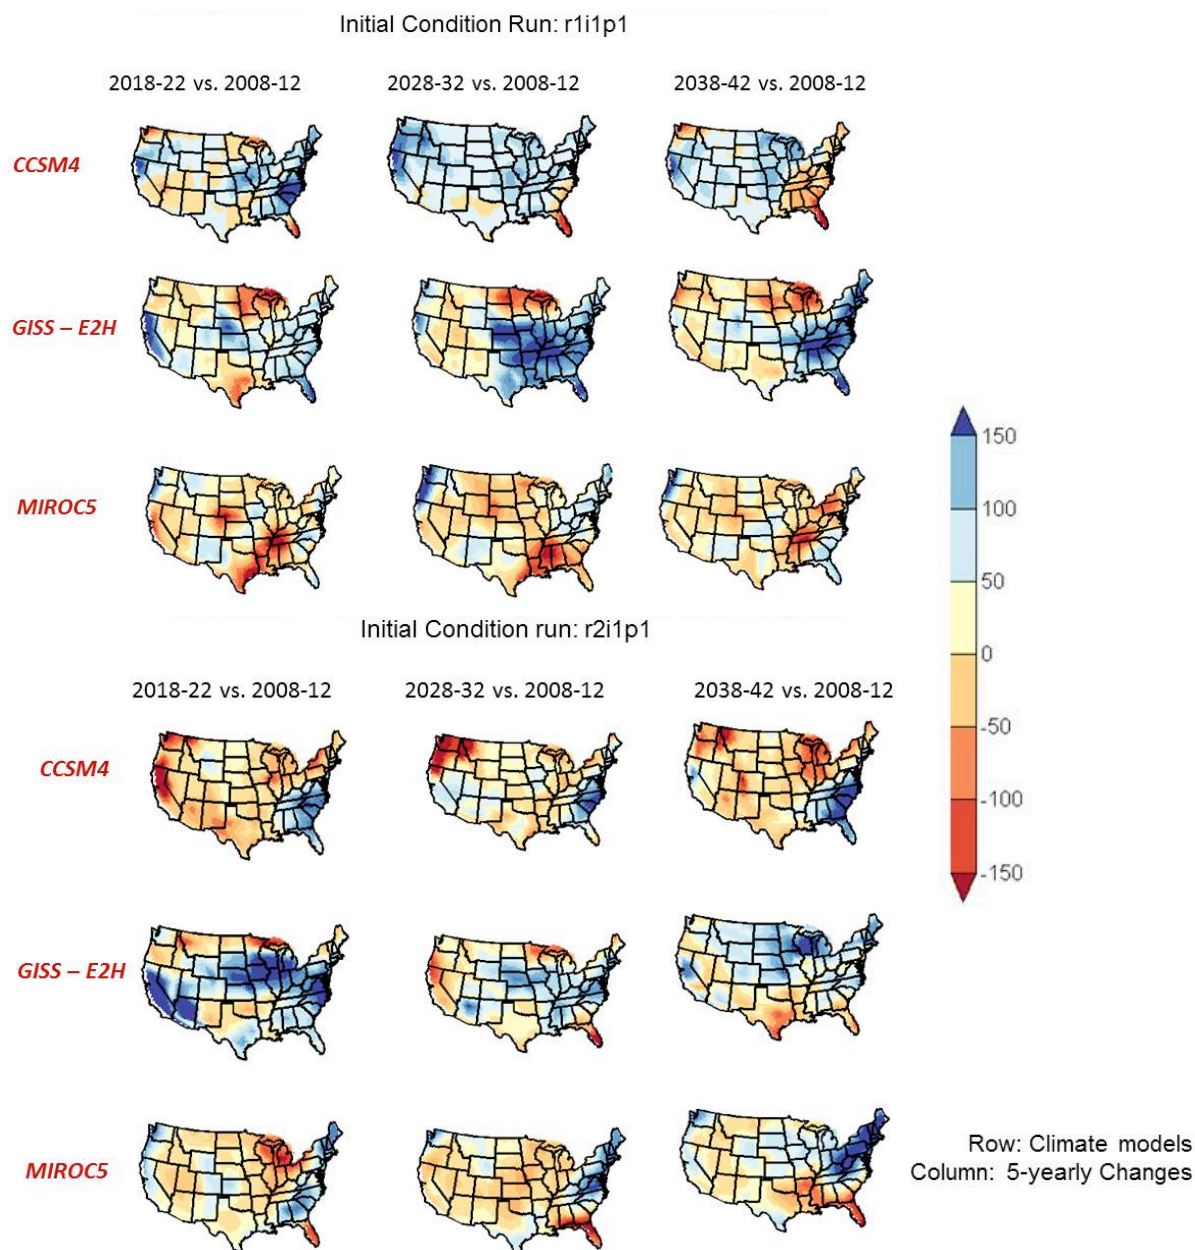 Initial Condition Run: r1i1p1
2018-22 vs. 2008-12 2028-32 vs. 2008-12 2038-42 vs. 2008-12
CCSM4
GISS – E2H
MIROC5
150
100
50
0
-50
-100
-150
Initial Condition run: r2i1p1
2018-22 vs. 2008-12 2028-32 vs. 2008-12 2038-42 vs. 2008-12
CCSM4
GISS – E2H
MIROC5
Row: Climate models
Column: 5-yearly Changes